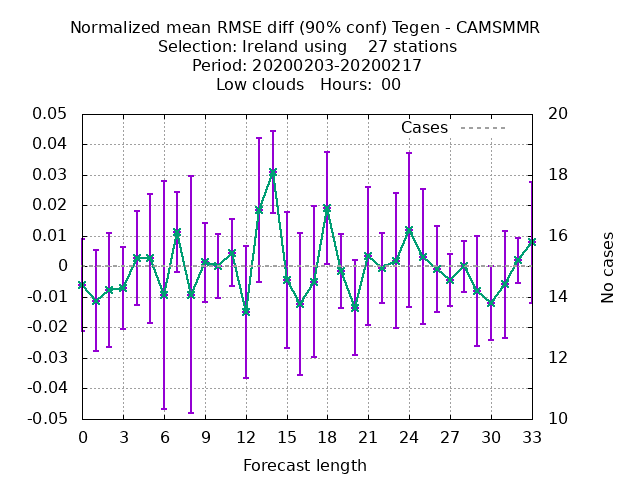 Normalized mean RMSE diff (90% conf) Tegen - CAMSMMR
Selection: Ireland using    27 stations
Period: 20200203-20200217
Low clouds   Hours:  00
Cases
0.05
0.04
0.03
0.02
0.01
0
-0.01
-0.02
-0.03
-0.04
-0.05
20
18
16
14
12
10
No cases
0 3 6 9 12 15 18 21 24 27 30 33
Forecast length